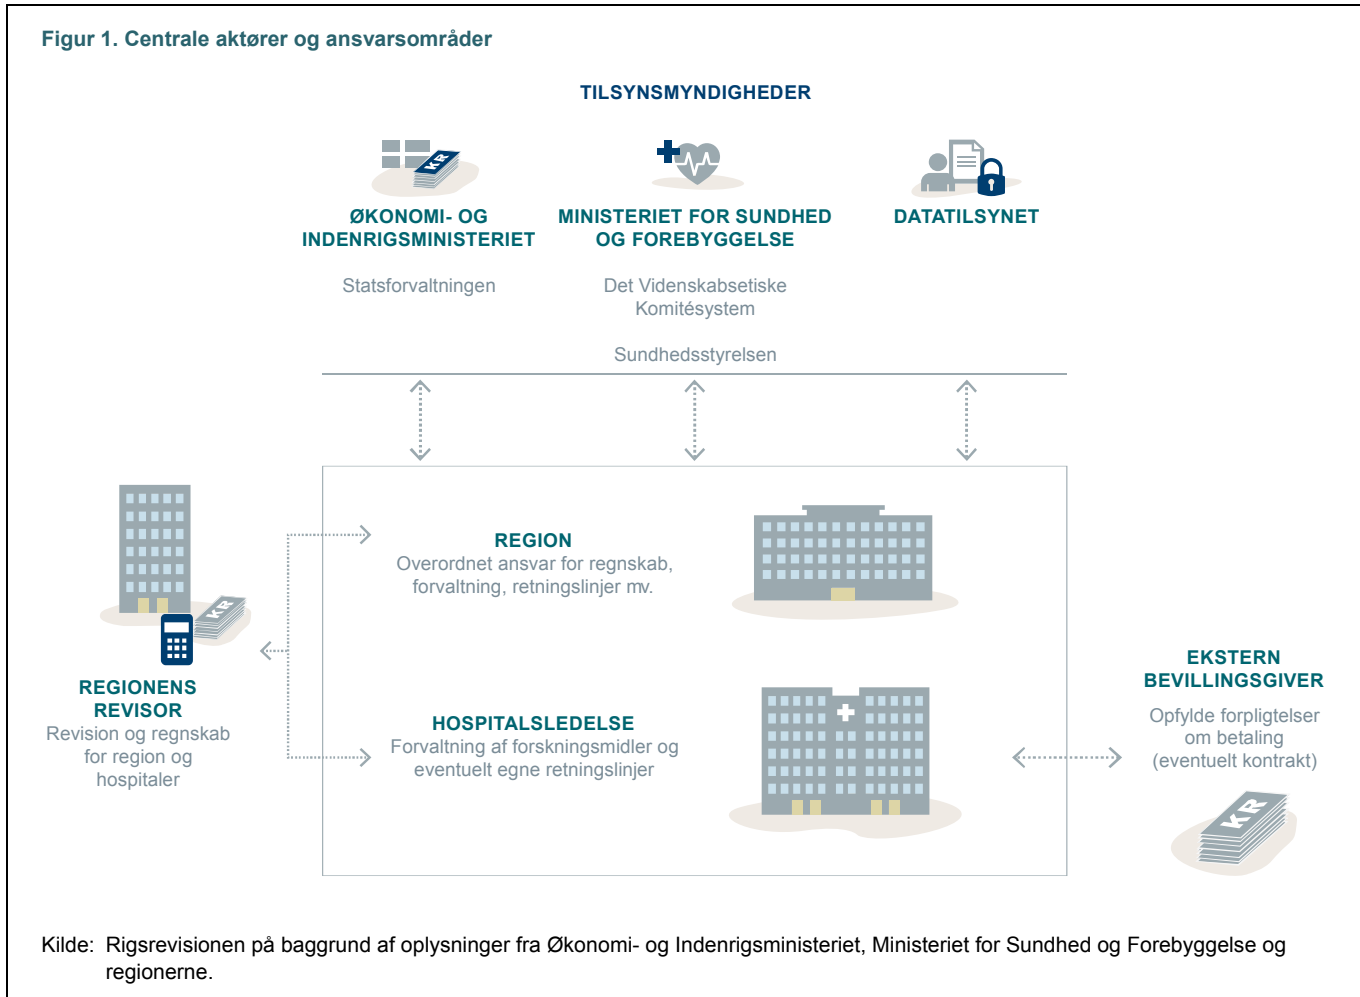 Figur 1. Centrale aktører og ansvarsområder
TILSYNSMYNDIGHEDER
KR
ØKONOMI- OG
INDENRIGSMINISTERIET
Statsforvaltningen
MINISTERIET FOR SUNDHED
OG FOREBYGGELSE
Det Videnskabsetiske
Komitésystem
Sundhedsstyrelsen
DATATILSYNET
KR
REGIONENS
REVISOR
Revision og regnskab
for region og
hospitaler
REGION
Overordnet ansvar for regnskab,
forvaltning, retningslinjer mv.
HOSPITALSLEDELSE
Forvaltning af forskningsmidler og
eventuelt egne retningslinjer
EKSTERN
BEVILLINGSGIVER
Opfylde forpligtelser
om betaling
(eventuelt kontrakt)
KR
Kilde: Rigsrevisionen på baggrund af oplysninger fra Økonomi- og Indenrigsministeriet, Ministeriet for Sundhed og Forebyggelse og
regionerne.